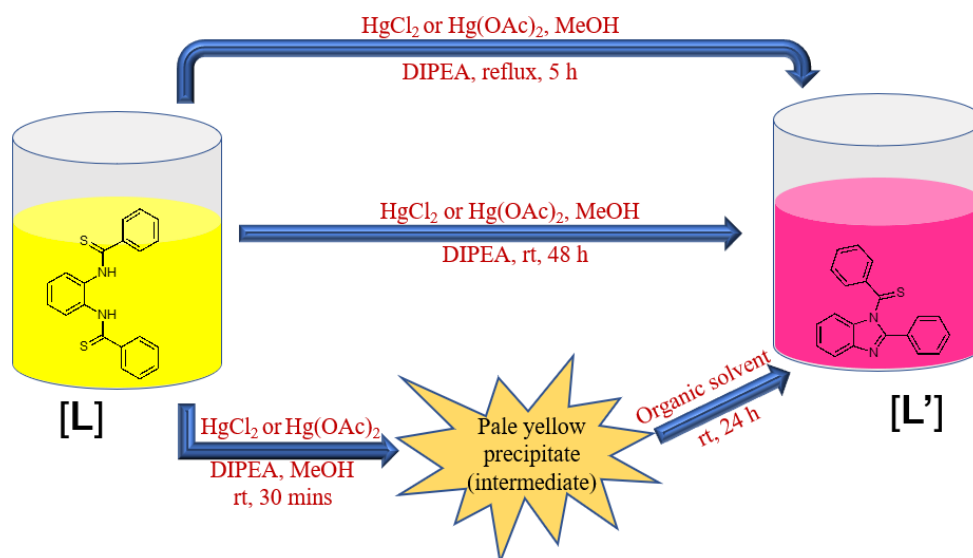 HgCl₂ or Hg(OAc)₂, MeOH
DIPEA, reflux, 5 h
HgCl₂ or Hg(OAc)₂, MeOH
DIPEA, rt, 48 h
S
NH
NH
S
[L]
S
N
N
[L’]
HgCl₂ or Hg(OAc)₂
DIPEA, MeOH
rt, 30 mins
Pale yellow
precipitate
(intermediate)
Organic solvent
rt, 24 h